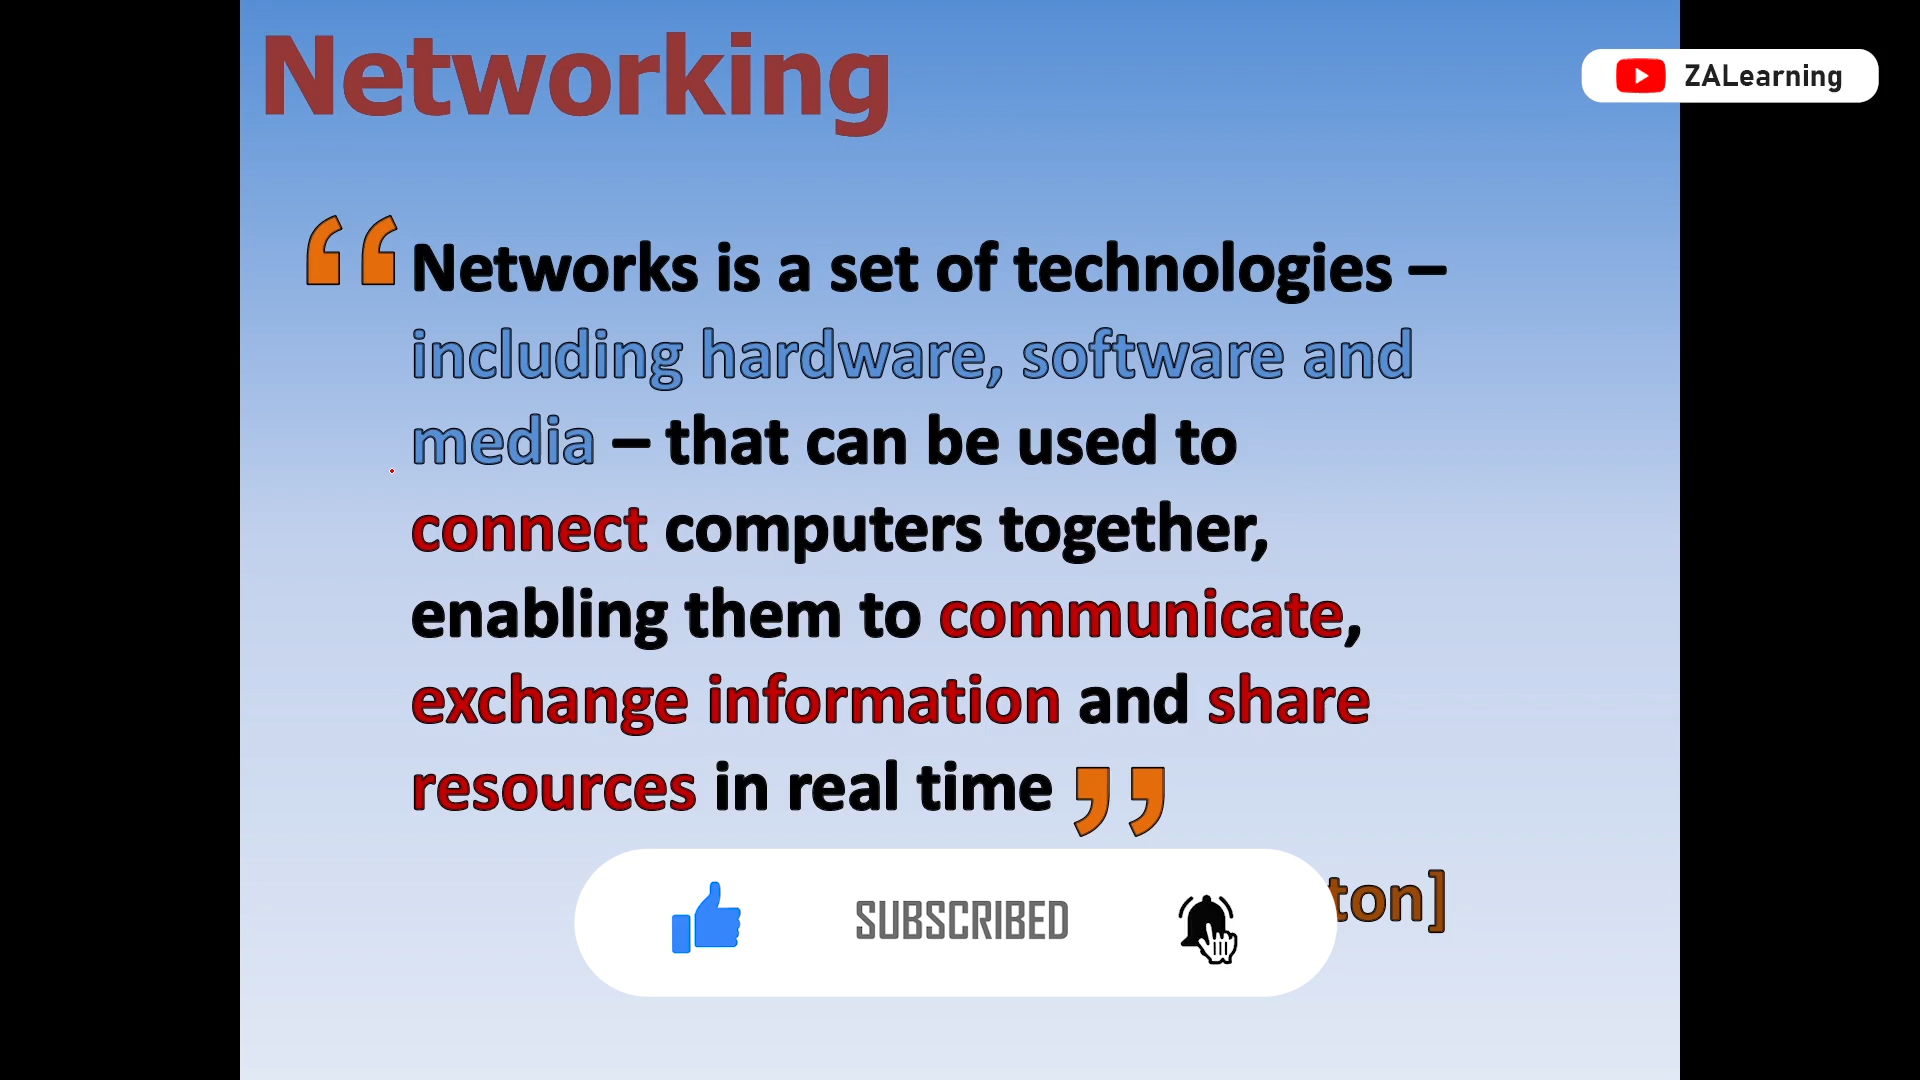 Networking
ZALearning
“Networks is a set of technologies –
including hardware, software and
media – that can be used to
connect computers together,
enabling them to communicate,
exchange information and share
resources in real time”
SUBSCRIBED